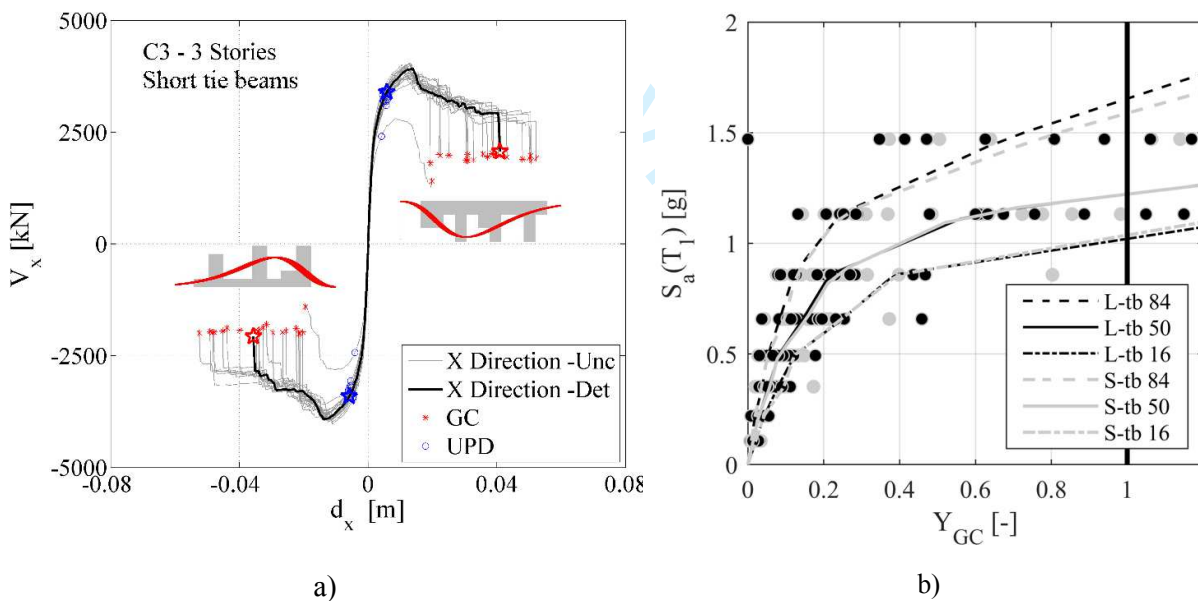 C3 - 3 Stories
Short tie beams
5000
2500
0
-2500
-5000
V_x [kN]
-0.08
-0.04
0
0.04
0.08
d_x [m]
X Direction -Unc
X Direction -Det
GC
UPD
a)
2
1.5
1
0.5
0
S_a(T_1) [g]
0
0.2
0.4
0.6
0.8
1
Y_GC [-]
L-tb 84
L-tb 50
L-tb 16
S-tb 84
S-tb 50
S-tb 16
b)